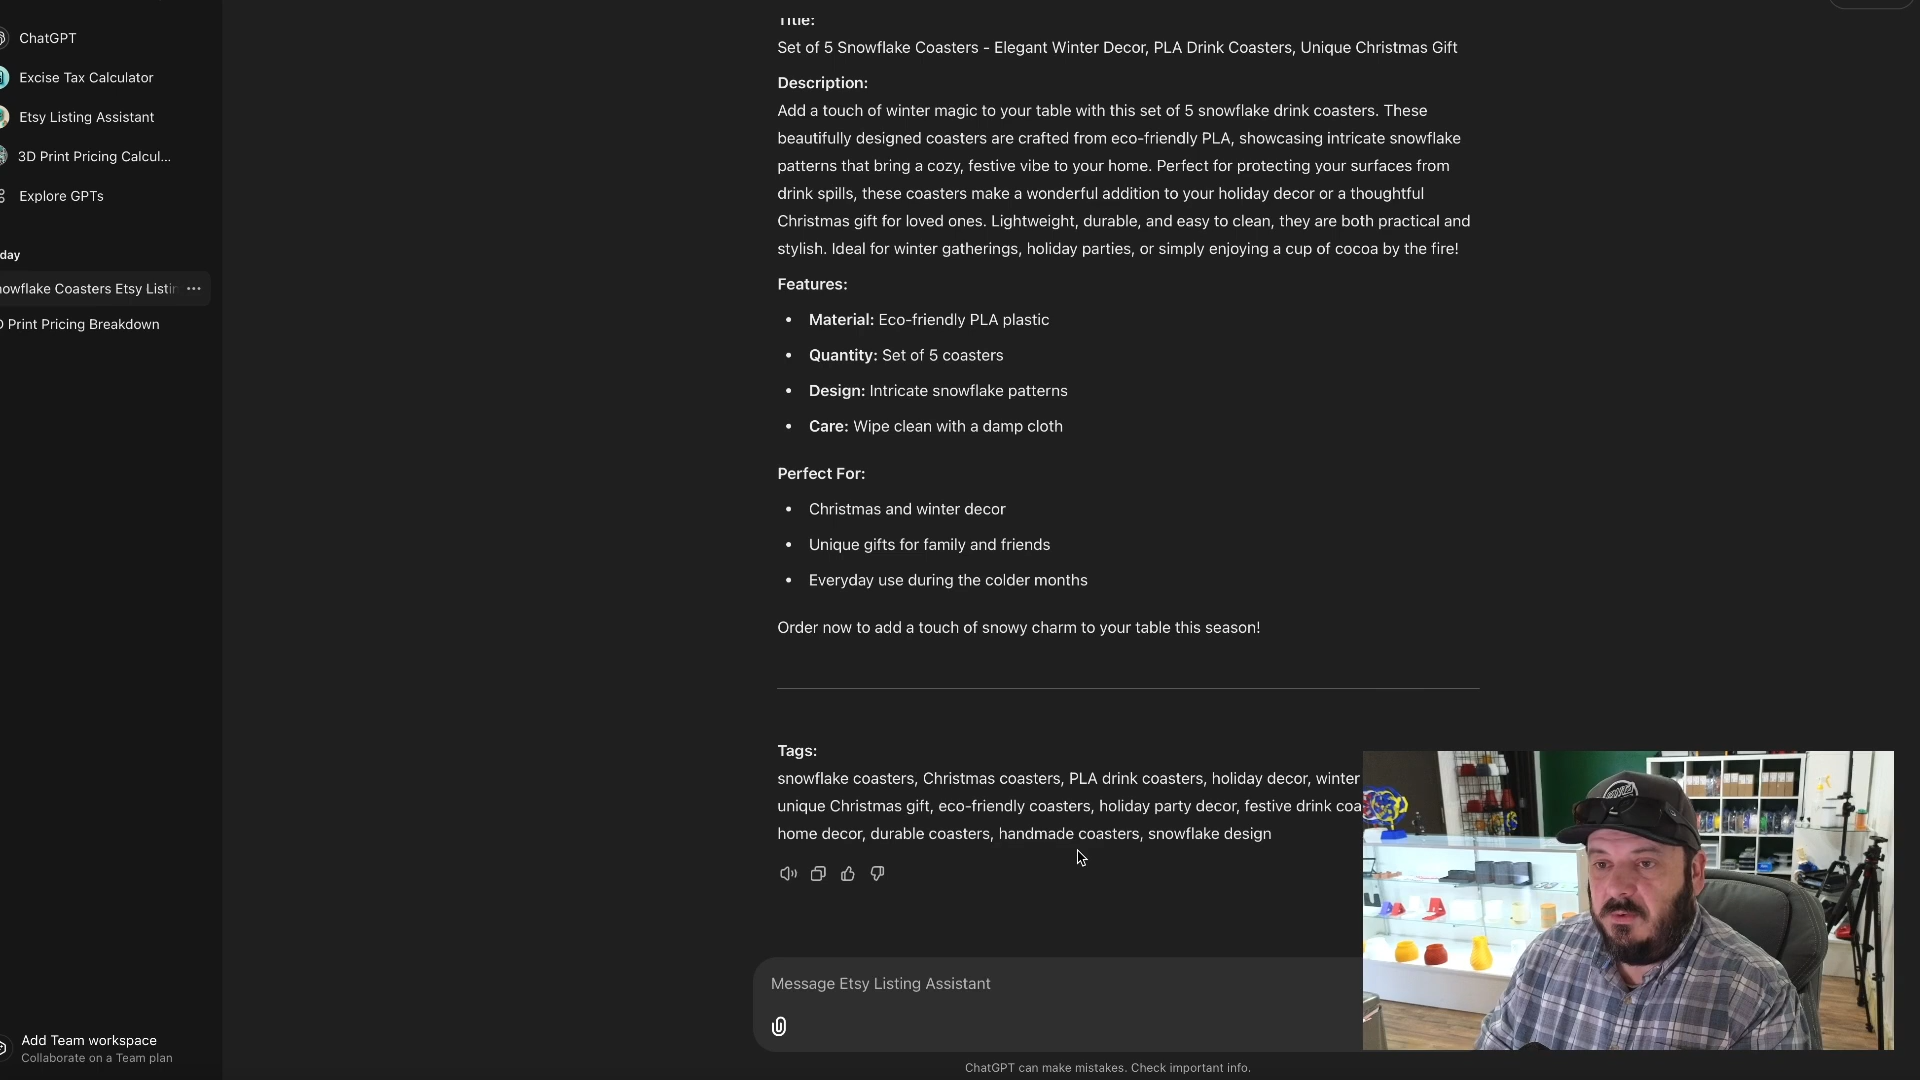 ChatGPT
Excise Tax Calculator
Etsy Listing Assistant
3D Print Pricing Calcul...
Explore GPTs
Coasters Etsy
Print Pricing Breakdown
Add Team workspace
Collaborate on a Team plan
Title:
Set of 5 Snowflake Coasters - Elegant Winter Decor, PLA Drink Coasters, Unique Christmas Gift
Description:
Add a touch of winter magic to your table with this set of 5 snowflake drink coasters. These
beautifully designed coasters are crafted from eco-friendly PLA, showcasing intricate snowflake
patterns that bring a cozy, festive vibe to your home. Perfect for protecting your surfaces from
drink spills, these coasters make a wonderful addition to your holiday decor or a thoughtful
Christmas gift for loved ones. Lightweight, durable, and easy to clean, they are both practical and
stylish. Ideal for winter gatherings, holiday parties, or simply enjoying a cup of cocoa by the fire!
Features:
• Material: Eco-friendly PLA plastic
• Quantity: Set of 5 coasters
• Design: Intricate snowflake patterns
• Care: Wipe clean with a damp cloth
Perfect For:
• Christmas and winter decor
• Unique gifts for family and friends
• Everyday use during the colder months
Order now to add a touch of snowy charm to your table this season!
Tags:
snowflake coasters, Christmas coasters, PLA drink coasters, holiday decor, winter
unique Christmas gift, eco-friendly coasters, holiday party decor, festive drink
home decor, durable coasters, handmade coasters, snowflake design
Message Etsy Listing Assistant
ChatGPT can make mistakes. Check important info.